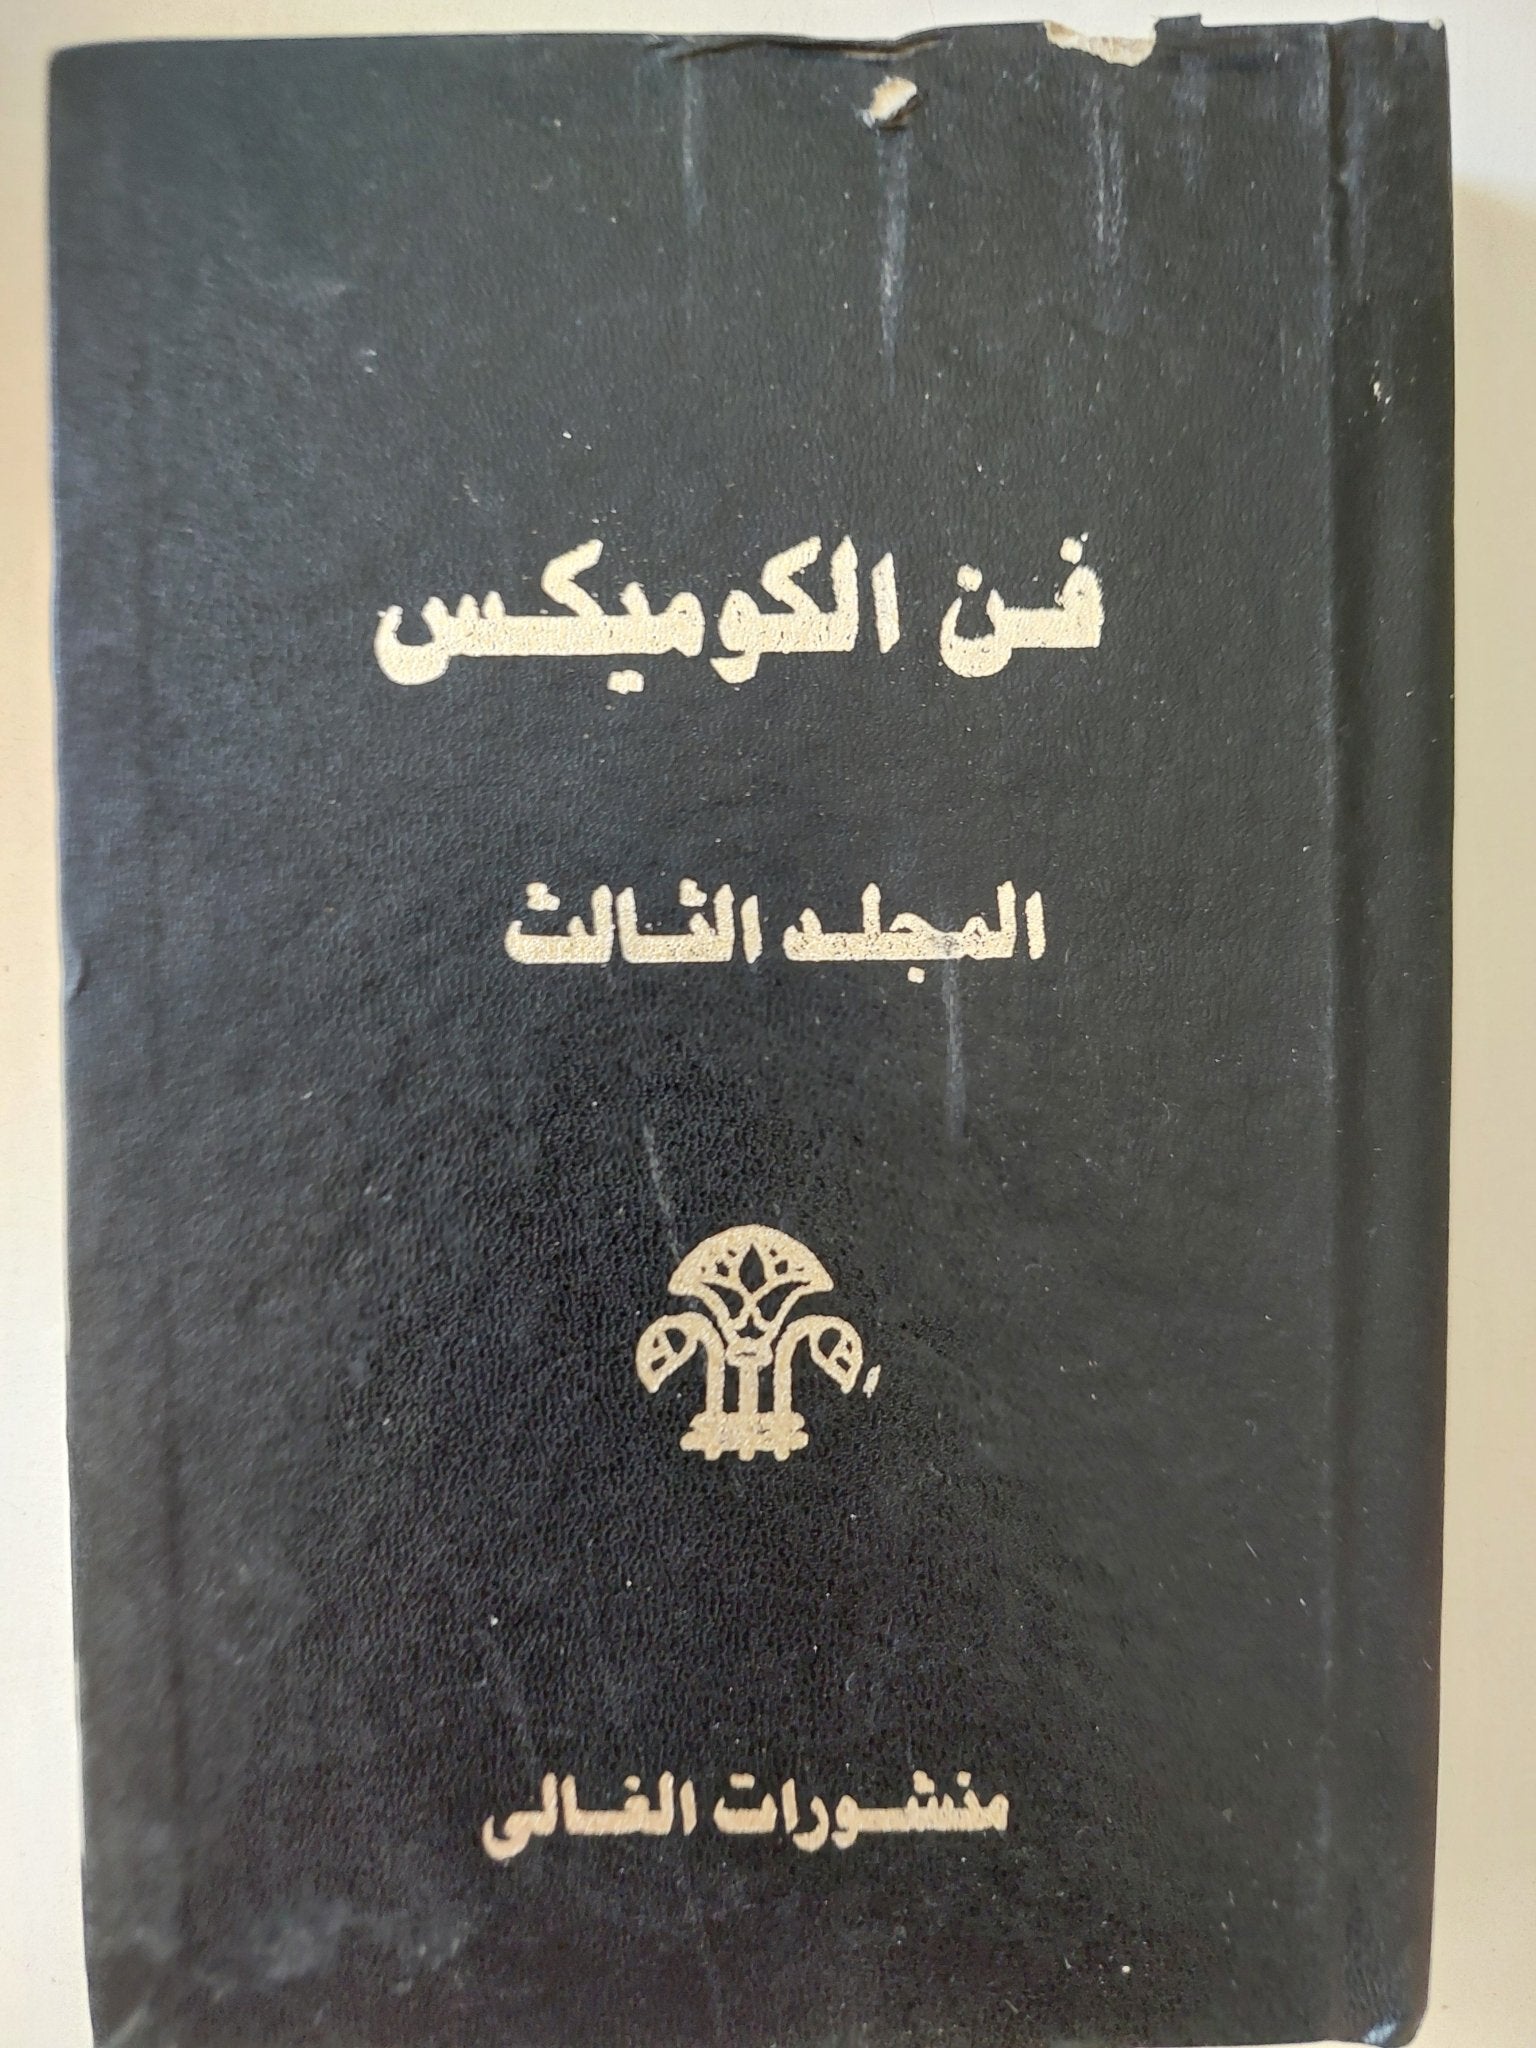 فن الكوميكس
المجلد الثالث
منشورات الغالى